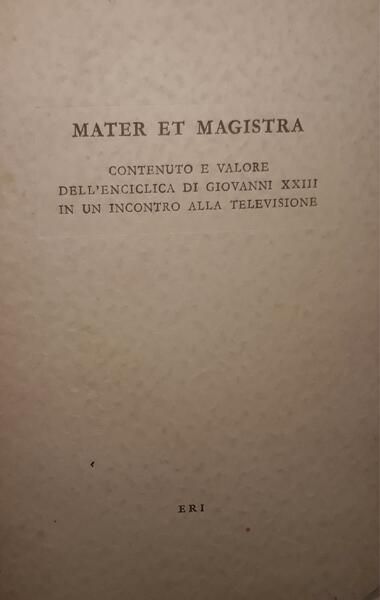 MATER ET MAGISTRA
CONTENUTO E VALORE
DELL'ENCICLICA DI GIOVANNI XXIII
IN UN INCONTRO ALLA TELEVISIONE
ERI